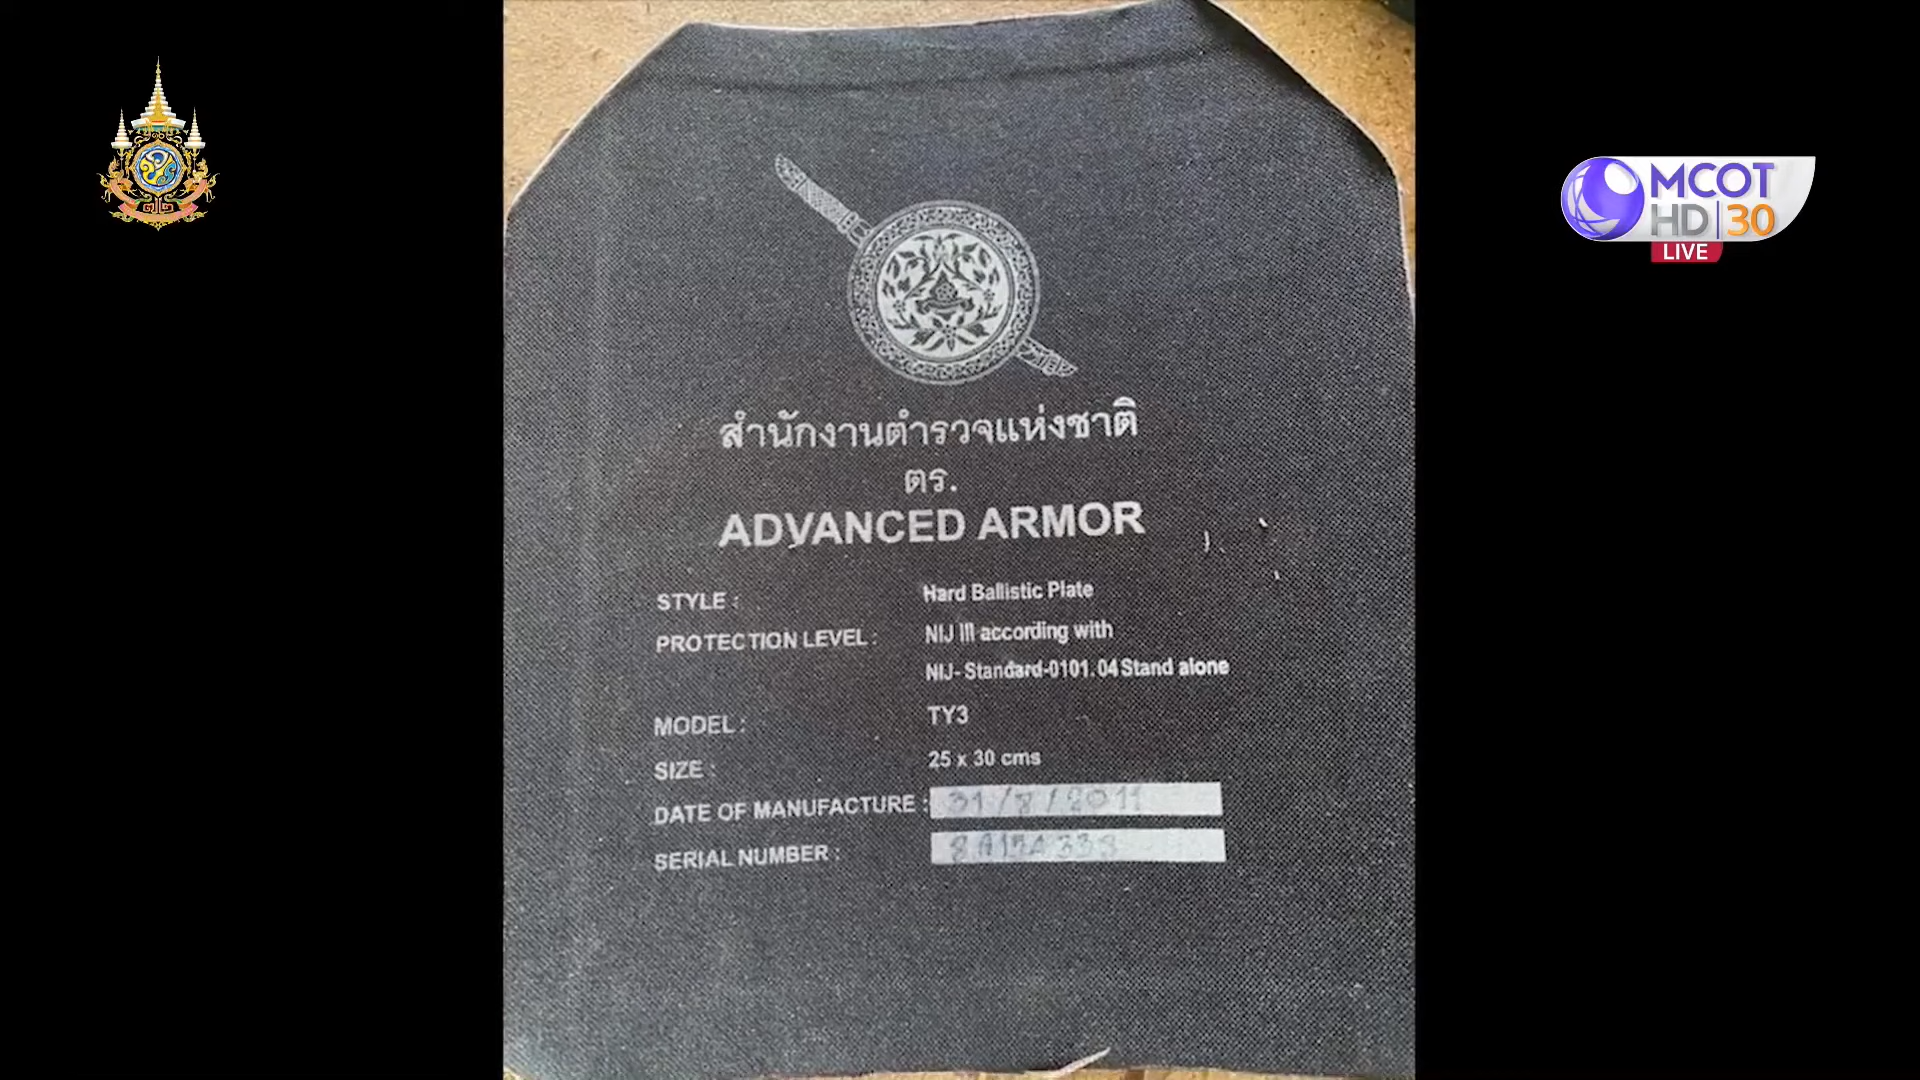 MCOT
HD 30
LIVE
สำนักงานตำรวจแห่งชาติ
ตร.
ADVANCED ARMOR
STYLE : Hard Ballistic Plate
PROTECTION LEVEL : NIJ III according with
NIJ- Standard-0101.04 Stand alone
MODEL : TY3
SIZE : 25 x 30 cms
DATE OF MANUFACTURE : 31/8/2011
SERIAL NUMBER :